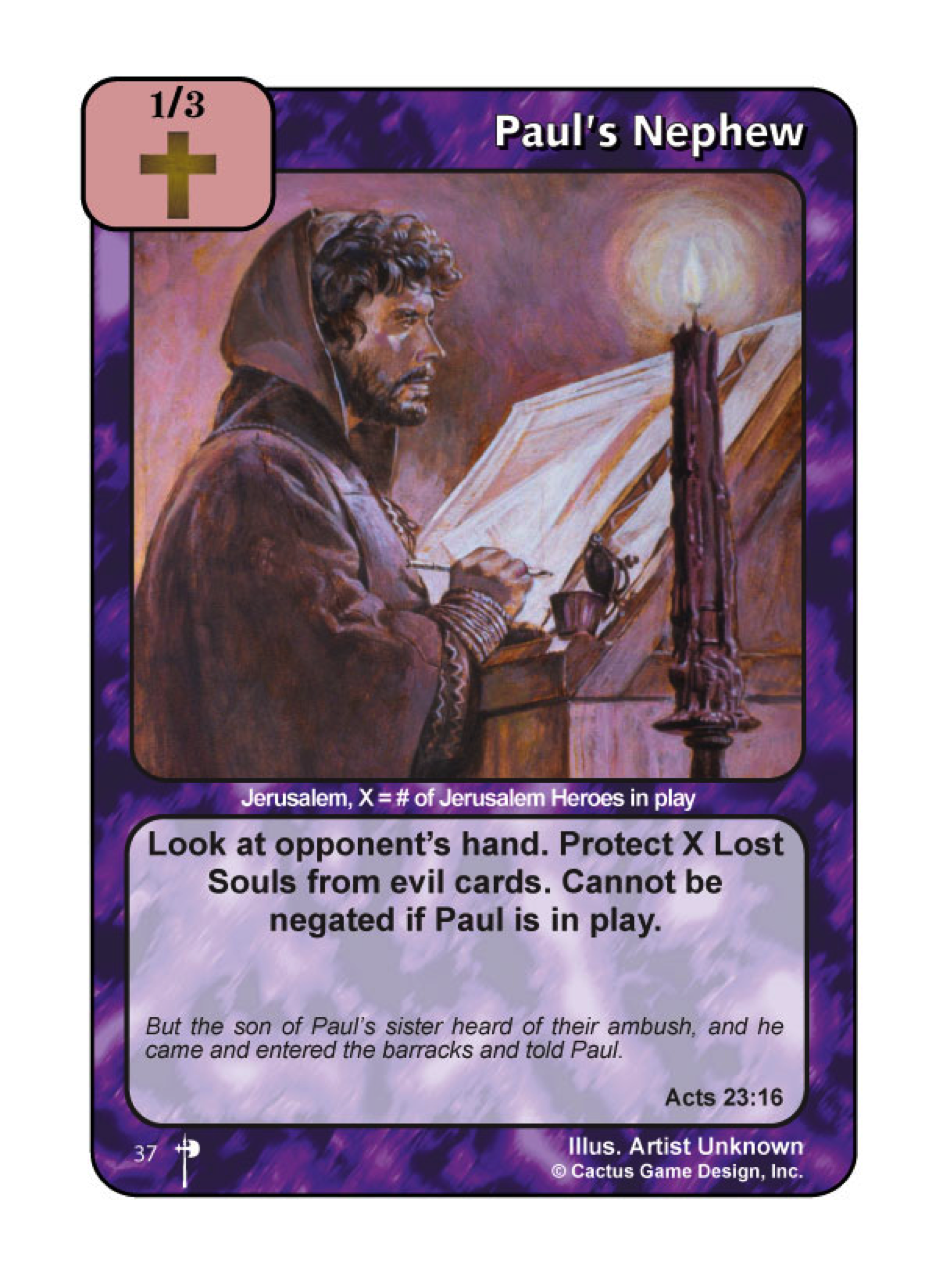 1/3
Paul's Nephew
Jerusalem, X = # of Jerusalem Heroes in play
Look at opponent's hand. Protect X Lost
Souls from evil cards. Cannot be
negated if Paul is in play.
But the son of Paul's sister heard of their ambush, and he
came and entered the barracks and told Paul.
Acts 23:16
37
Illus. Artist Unknown
© Cactus Game Design, Inc.